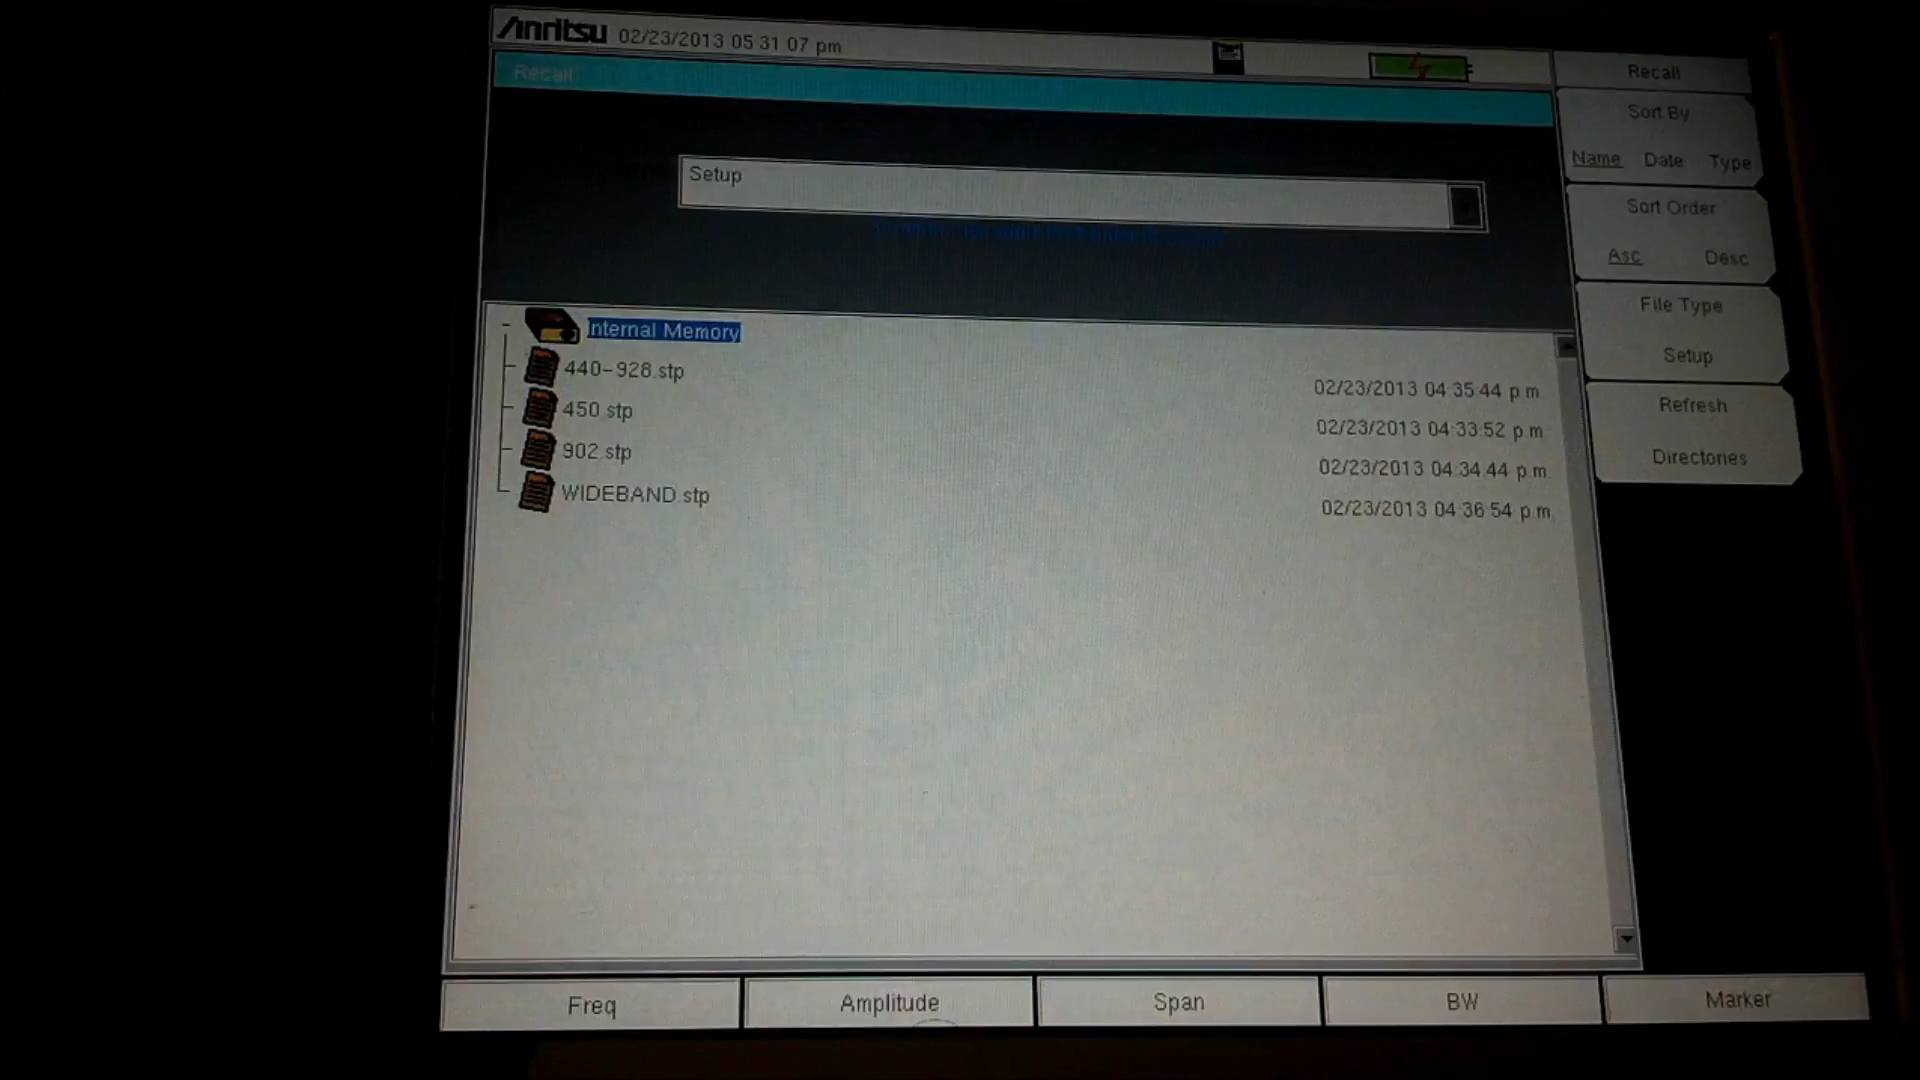 Anritsu 02/23/2013 05:31:07 pm
Recall
Setup
Internal Memory
440-928.stp 02/23/2013 04:35:44 p.m.
450.stp 02/23/2013 04:33:52 p.m.
902.stp 02/23/2013 04:34:44 p.m.
WIDEBAND.stp 02/23/2013 04:36:54 p.m.
Recall
Sort By
Name Date Type
Sort Order
Asc Desc
File Type
Setup
Refresh
Directories
Freq Amplitude Span BW Marker